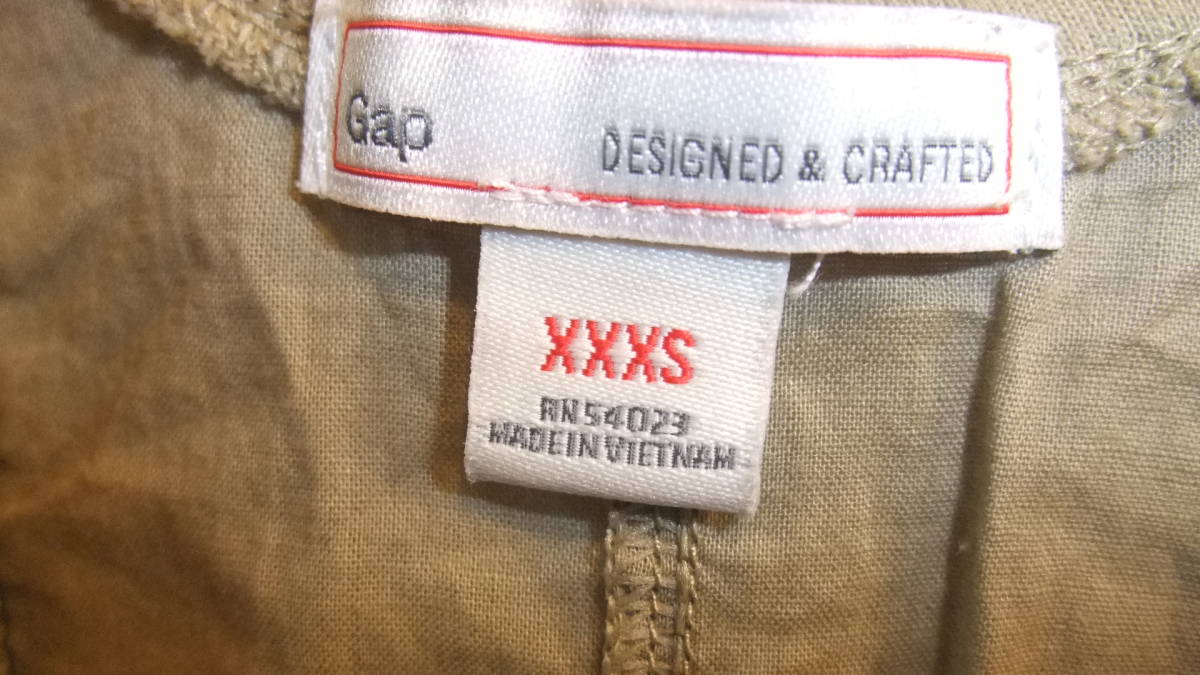 Gap
DESIGNED & CRAFTED
XXXS
RN 54023
MADE IN VIETNAM